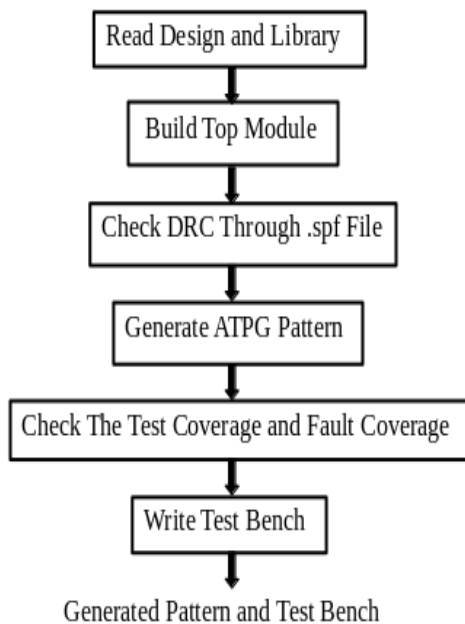 Read Design and Library
Build Top Module
Check DRC Through .spf File
Generate ATPG Pattern
Check The Test Coverage and Fault Coverage
Write Test Bench
Generated Pattern and Test Bench